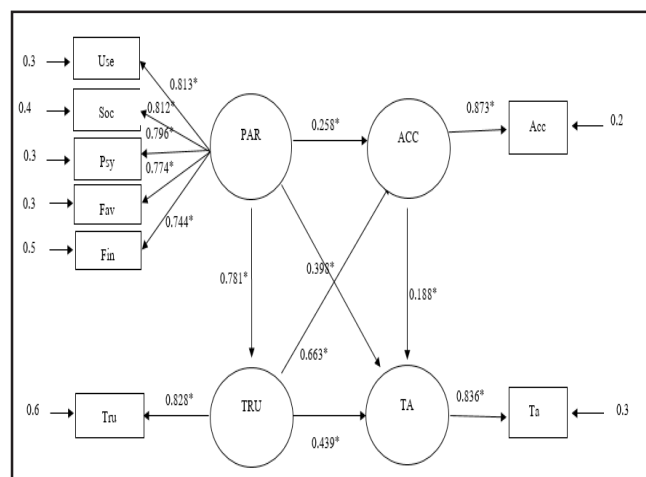 0.3
Use
0.813*
0.4
Soc
0.812*
PAR
0.258*
ACC
0.873*
Acc
0.2
0.3
Psy
0.796*
0.774*
0.3
Fav
0.744*
0.5
Fin
0.781*
0.398*
0.188*
0.663*
0.6
Tru
0.828*
TRU
0.439*
TA
0.836*
Ta
0.3